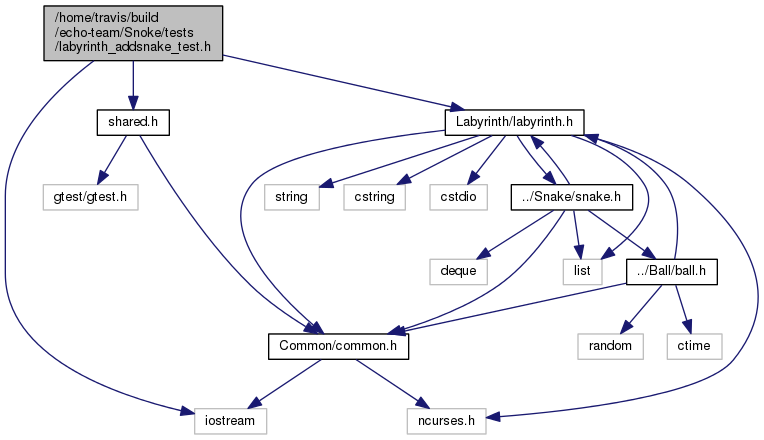 /home/travis/build
/echo-team/Snoke/tests
/labyrinth_addsnake_test.h
shared.h
Labyrinth/labyrinth.h
gtest/gtest.h
string
cstring
cstdio
../Snake/snake.h
deque
list
../Ball/ball.h
Common/common.h
random
ctime
iostream
ncurses.h